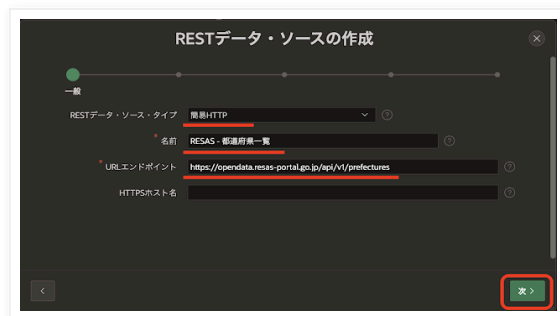 RESTデータ・ソースの作成
一般
RESTデータ・ソース・タイプ 簡易HTTP
* 名前 RESAS - 都道府県一覧
* URLエンドポイント https://opendata.resas-portal.go.jp/api/v1/prefectures
HTTPSホスト名
次 >